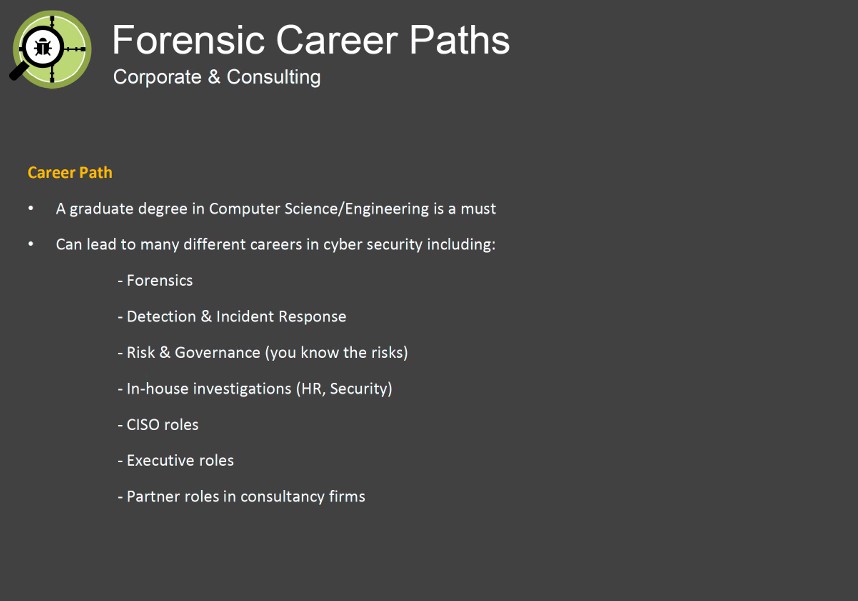 Forensic Career Paths
Corporate & Consulting
Career Path
• A graduate degree in Computer Science/Engineering is a must
• Can lead to many different careers in cyber security including:
- Forensics
- Detection & Incident Response
- Risk & Governance (you know the risks)
- In-house investigations (HR, Security)
- CISO roles
- Executive roles
- Partner roles in consultancy firms